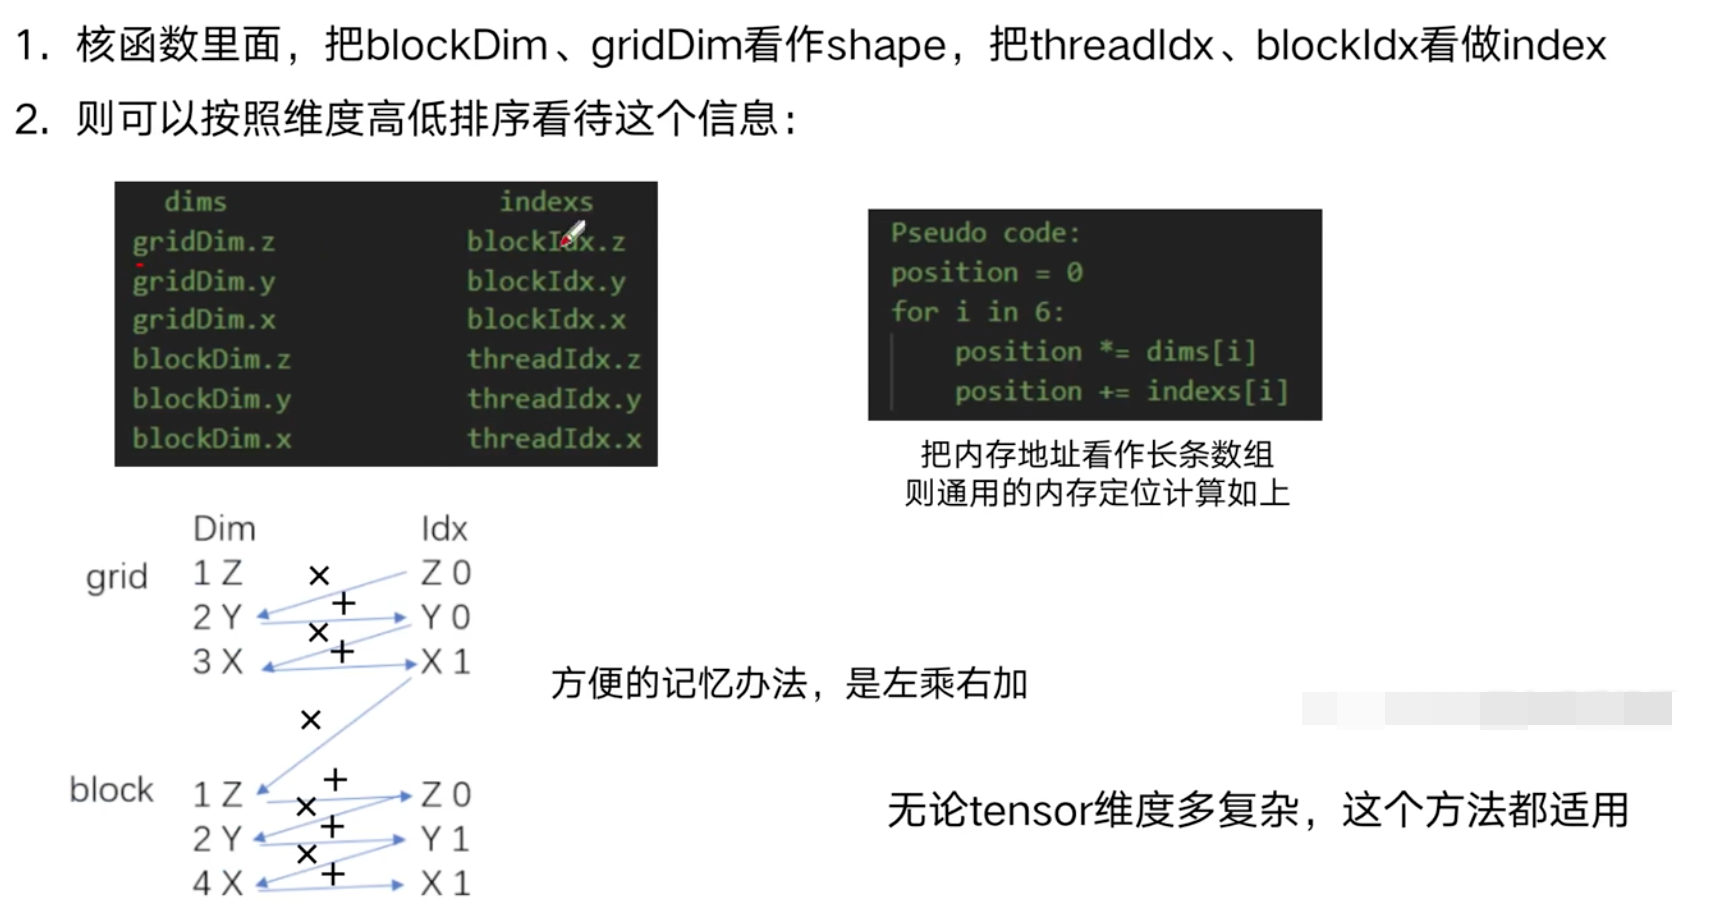 1. 核函数里面，把blockDim、gridDim看作shape，把threadIdx、blockIdx看做index
2. 则可以按照维度高低排序看待这个信息：
dims indexs
gridDim.z blockIdx.z
gridDim.y blockIdx.y
gridDim.x blockIdx.x
blockDim.z threadIdx.z
blockDim.y threadIdx.y
blockDim.x threadIdx.x
Pseudo code:
position = 0
for i in 6:
position *= dims[i]
position += indexs[i]
把内存地址看作长条数组
则通用的内存定位计算如上
Dim Idx
grid 1 Z × Z 0
+
2 Y Y 0
×
+
3 X X 1
方便的记忆办法，是左乘右加
×
+
block 1 Z Z 0
×
+
2 Y Y 1
×
+
4 X X 1
无论tensor维度多复杂，这个方法都适用